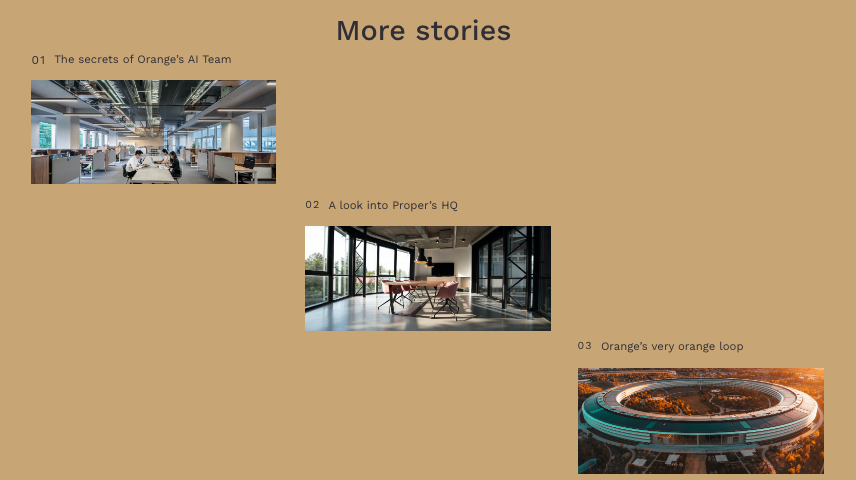 More stories
01 The secrets of Orange's AI Team
02 A look into Proper's HQ
03 Orange's very orange loop